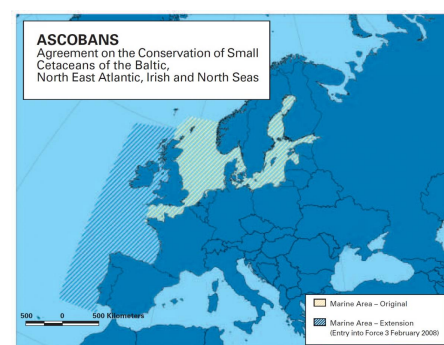 ASCOBANS
Agreement on the Conservation of Small
Cetaceans of the Baltic,
North East Atlantic, Irish and North Seas
500 0 500 Kilometers
Marine Area – Original
Marine Area – Extension
(Entry into Force 3 February 2008)